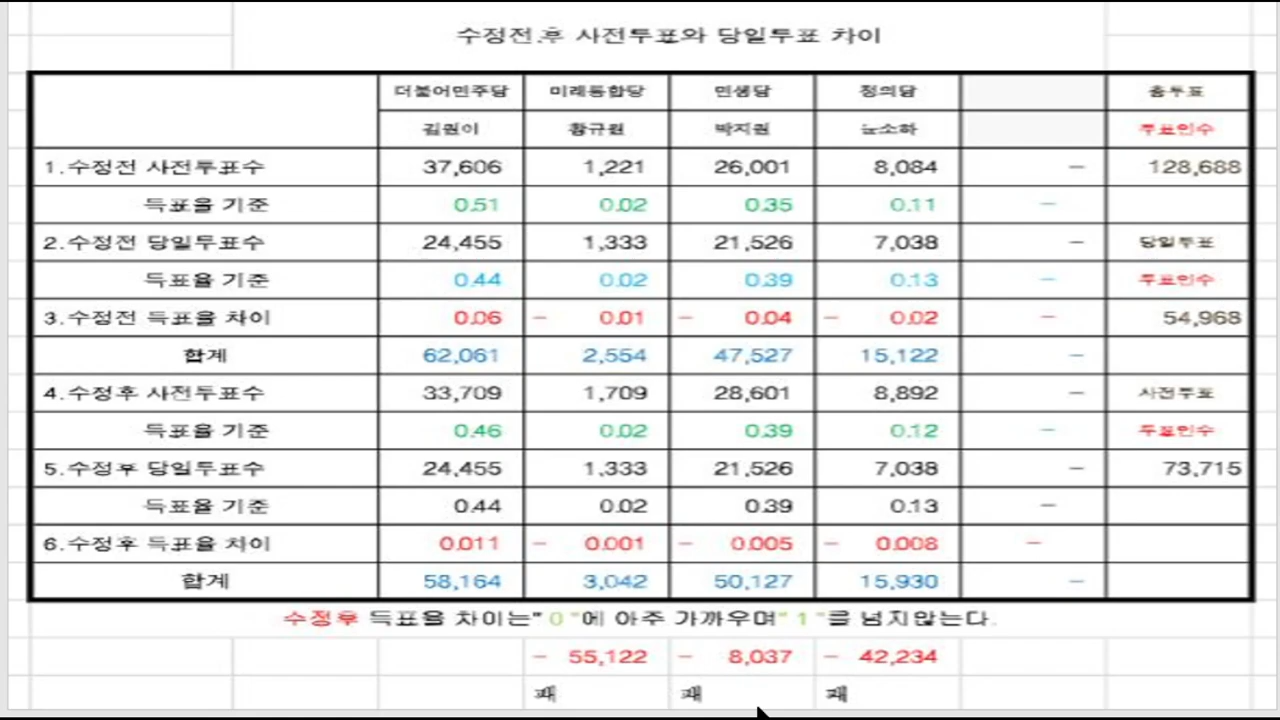 수정전.후 사전투표와 당일투표 차이
더불어민주당 미래통합당 민생당 정의당 총투표
김원이 황규원 박지원 윤소하 투표인수
1.수정전 사전투표수 37,606 1,221 26,001 8,084 - 128,688
득표율 기준 0.51 0.02 0.35 0.11 -
2.수정전 당일투표수 24,455 1,333 21,526 7,038 - 당일투표
득표율 기준 0.44 0.02 0.39 0.13 - 투표인수
3.수정전 득표율 차이 0.06 - 0.01 - 0.04 - 0.02 - 54,968
합계 62,061 2,554 47,527 15,122 -
4.수정후 사전투표수 33,709 1,709 28,601 8,892 - 사전투표
득표율 기준 0.46 0.02 0.39 0.12 - 투표인수
5.수정후 당일투표수 24,455 1,333 21,526 7,038 - 73,715
득표율 기준 0.44 0.02 0.39 0.13 -
6.수정후 득표율 차이 0.011 - 0.001 - 0.005 - 0.008 -
합계 58,164 3,042 50,127 15,930 -
수정후 득표율 차이는"0"에 아주 가까우며"1"를 넘지않는다.
- 55,122 - 8,037 - 42,234
패 패 패